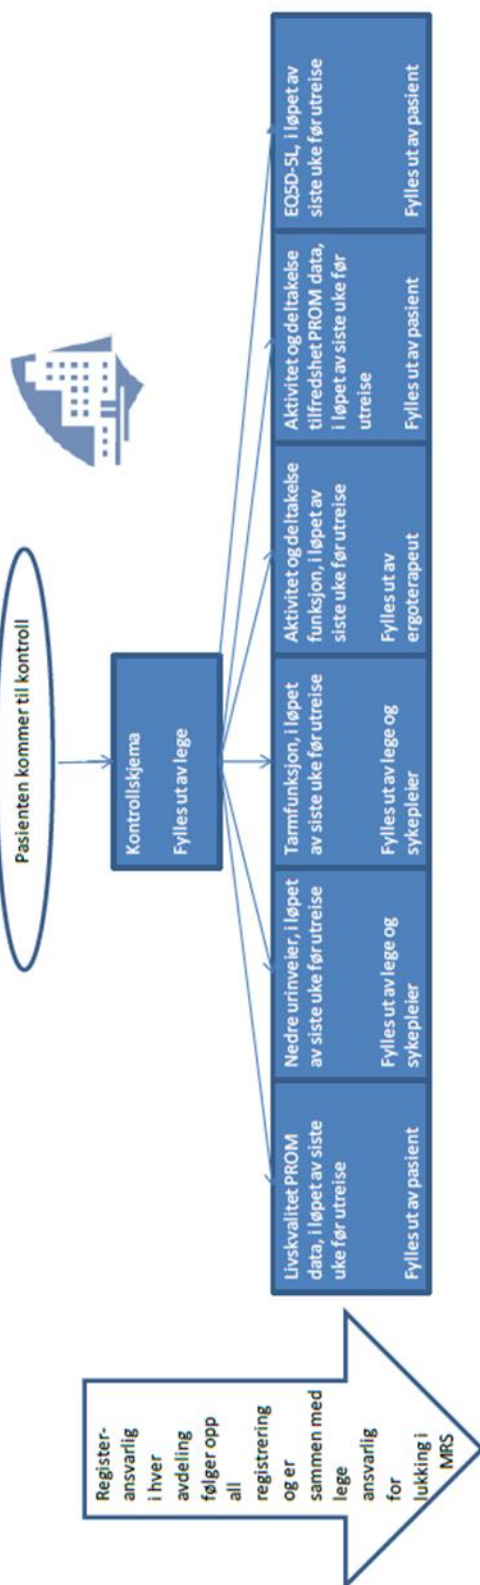 Pasienten kommer til kontroll
Kontrollskjema
Fylles ut av lege
Register-
ansvarlig
i hver
avdeling
følger opp
all
registrering
og er
sammen med
lege
ansvarlig
for
lukking i
MRS
Livskvalitet PROM
data, i løpet av siste
uke før utreise
Fylles ut av pasient
Nedre urinveier, i løpet
av siste uke før utreise
Fylles ut av lege og
sykepleier
Tarmfunksjon, i løpet
av siste uke før utreise
Fylles ut av lege og
sykepleier
Aktivitet og deltakelse
funksjon, i løpet av
siste uke før utreise
Fylles ut av
ergoterapeut
Aktivitet og deltakelse
tilfredshet PROM data,
i løpet av siste uke før
utreise
Fylles ut av pasient
EQ5D-5L, i løpet av
siste uke før utreise
Fylles ut av pasient